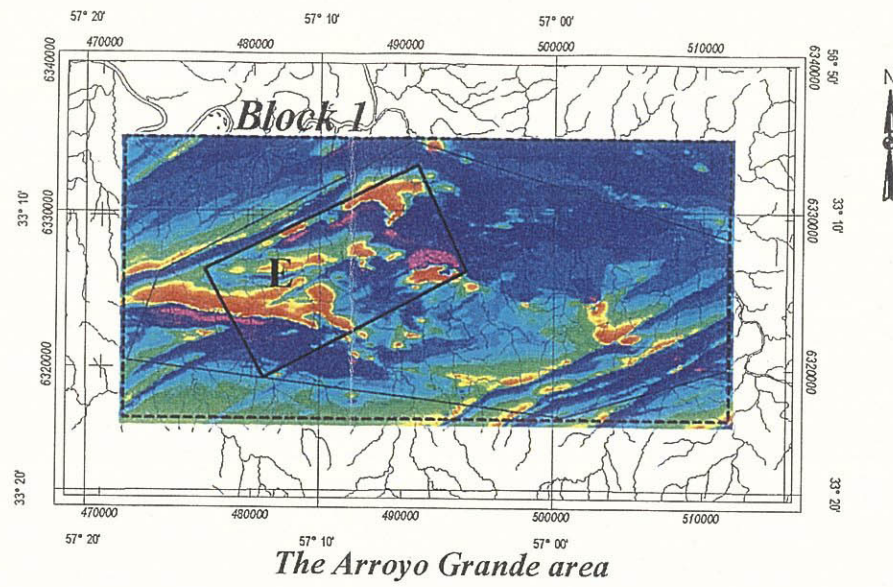 57° 20' 57° 10' 57° 00'
470000 480000 490000 500000 510000
6340000 6340000 56° 50'
N
Block 1
33° 10' 6330000 6330000 33° 10'
E
6320000 6320000
33° 20' 33° 20'
470000 480000 490000 500000 510000
57° 20' 57° 10' 57° 00'
The Arroyo Grande area